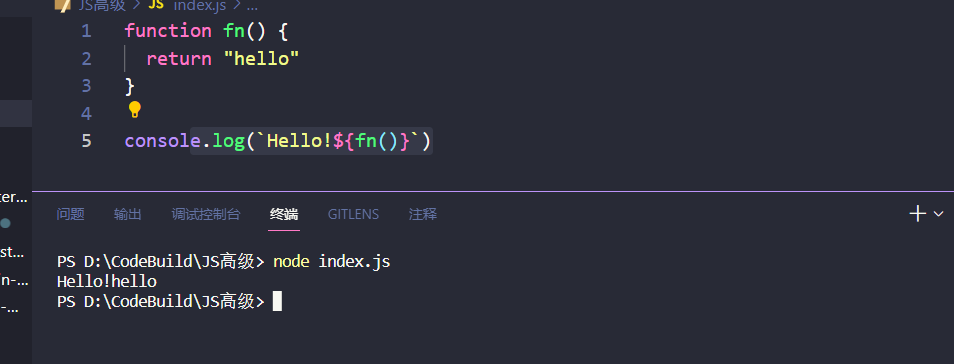 JS高级 > JS index.js > ...
1 function fn() {
2   return "hello"
3 }
4
5 console.log(`Hello!${fn()}`)
ter...
st...
n-...
-...
问题 输出 调试控制台 终端 GITLENS 注释
PS D:\CodeBuild\JS高级> node index.js
Hello!hello
PS D:\CodeBuild\JS高级>